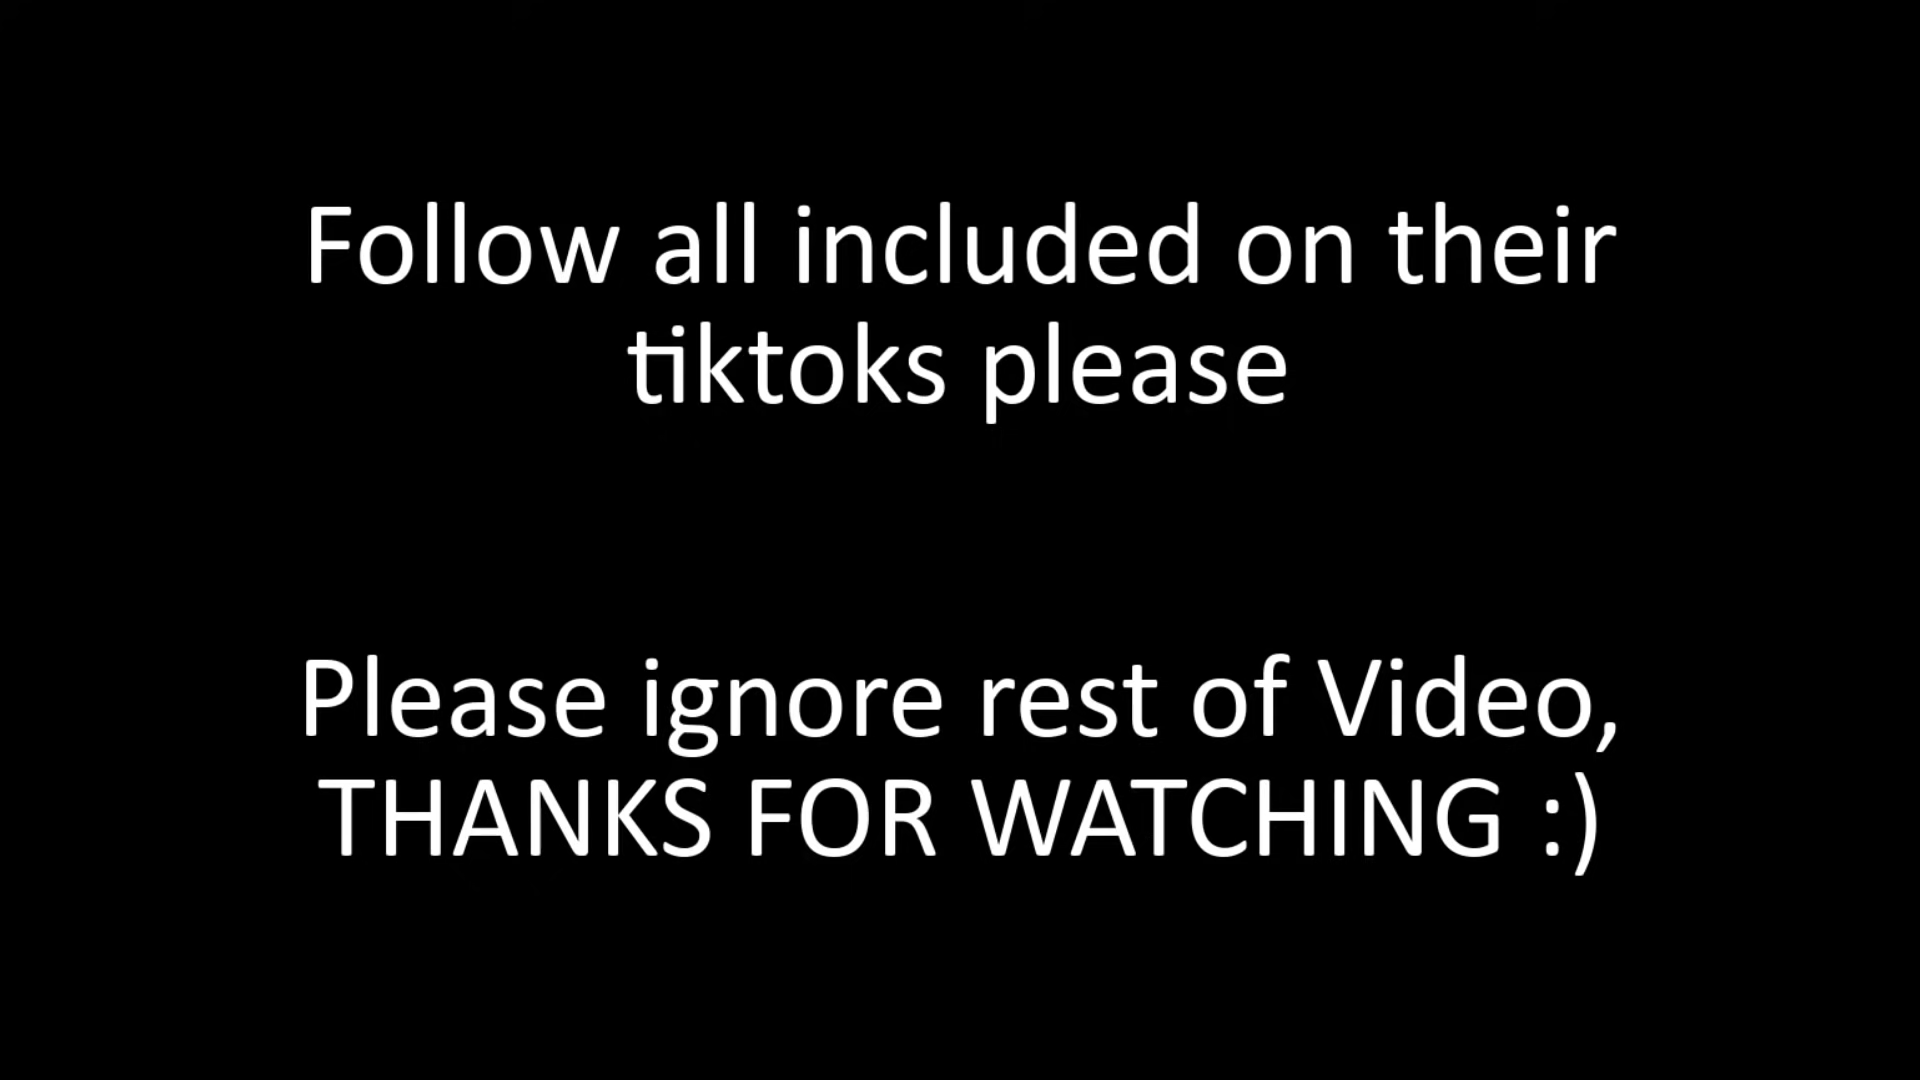 Follow all included on their
tiktoks please
Please ignore rest of Video,
THANKS FOR WATCHING :)